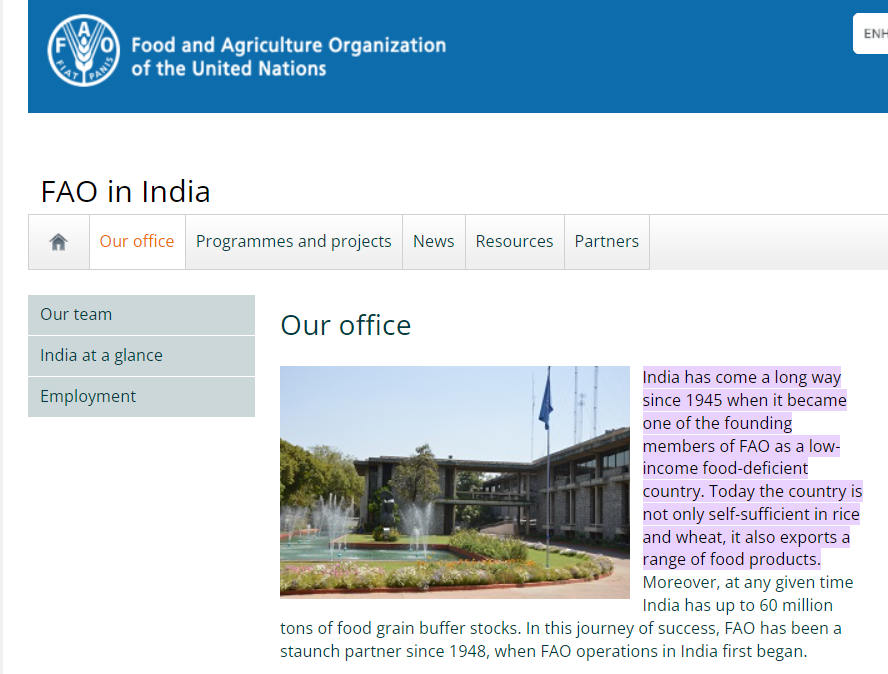 FAO
FIAT PANIS
Food and Agriculture Organization
of the United Nations
ENH
FAO in India
Our office
Programmes and projects
News
Resources
Partners
Our team
India at a glance
Employment
Our office
India has come a long way
since 1945 when it became
one of the founding
members of FAO as a low-
income food-deficient
country. Today the country is
not only self-sufficient in rice
and wheat, it also exports a
range of food products.
Moreover, at any given time
India has up to 60 million
tons of food grain buffer stocks. In this journey of success, FAO has been a
staunch partner since 1948, when FAO operations in India first began.